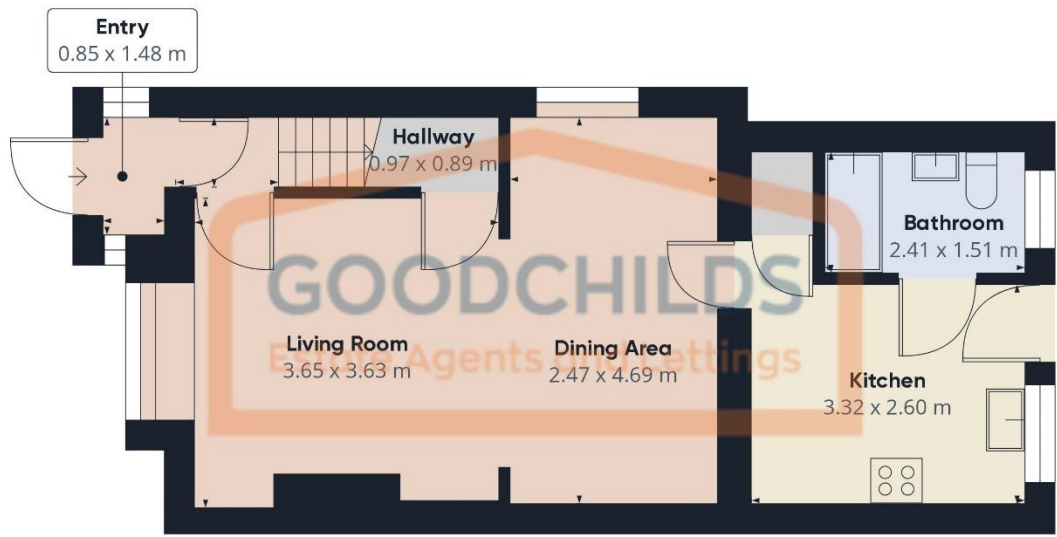 Entry
0.85 x 1.48 m
Hallway
0.97 x 0.89 m
Bathroom
2.41 x 1.51 m
GOODCHILDS
Estate Agents and Lettings
Living Room
3.65 x 3.63 m
Dining Area
2.47 x 4.69 m
Kitchen
3.32 x 2.60 m